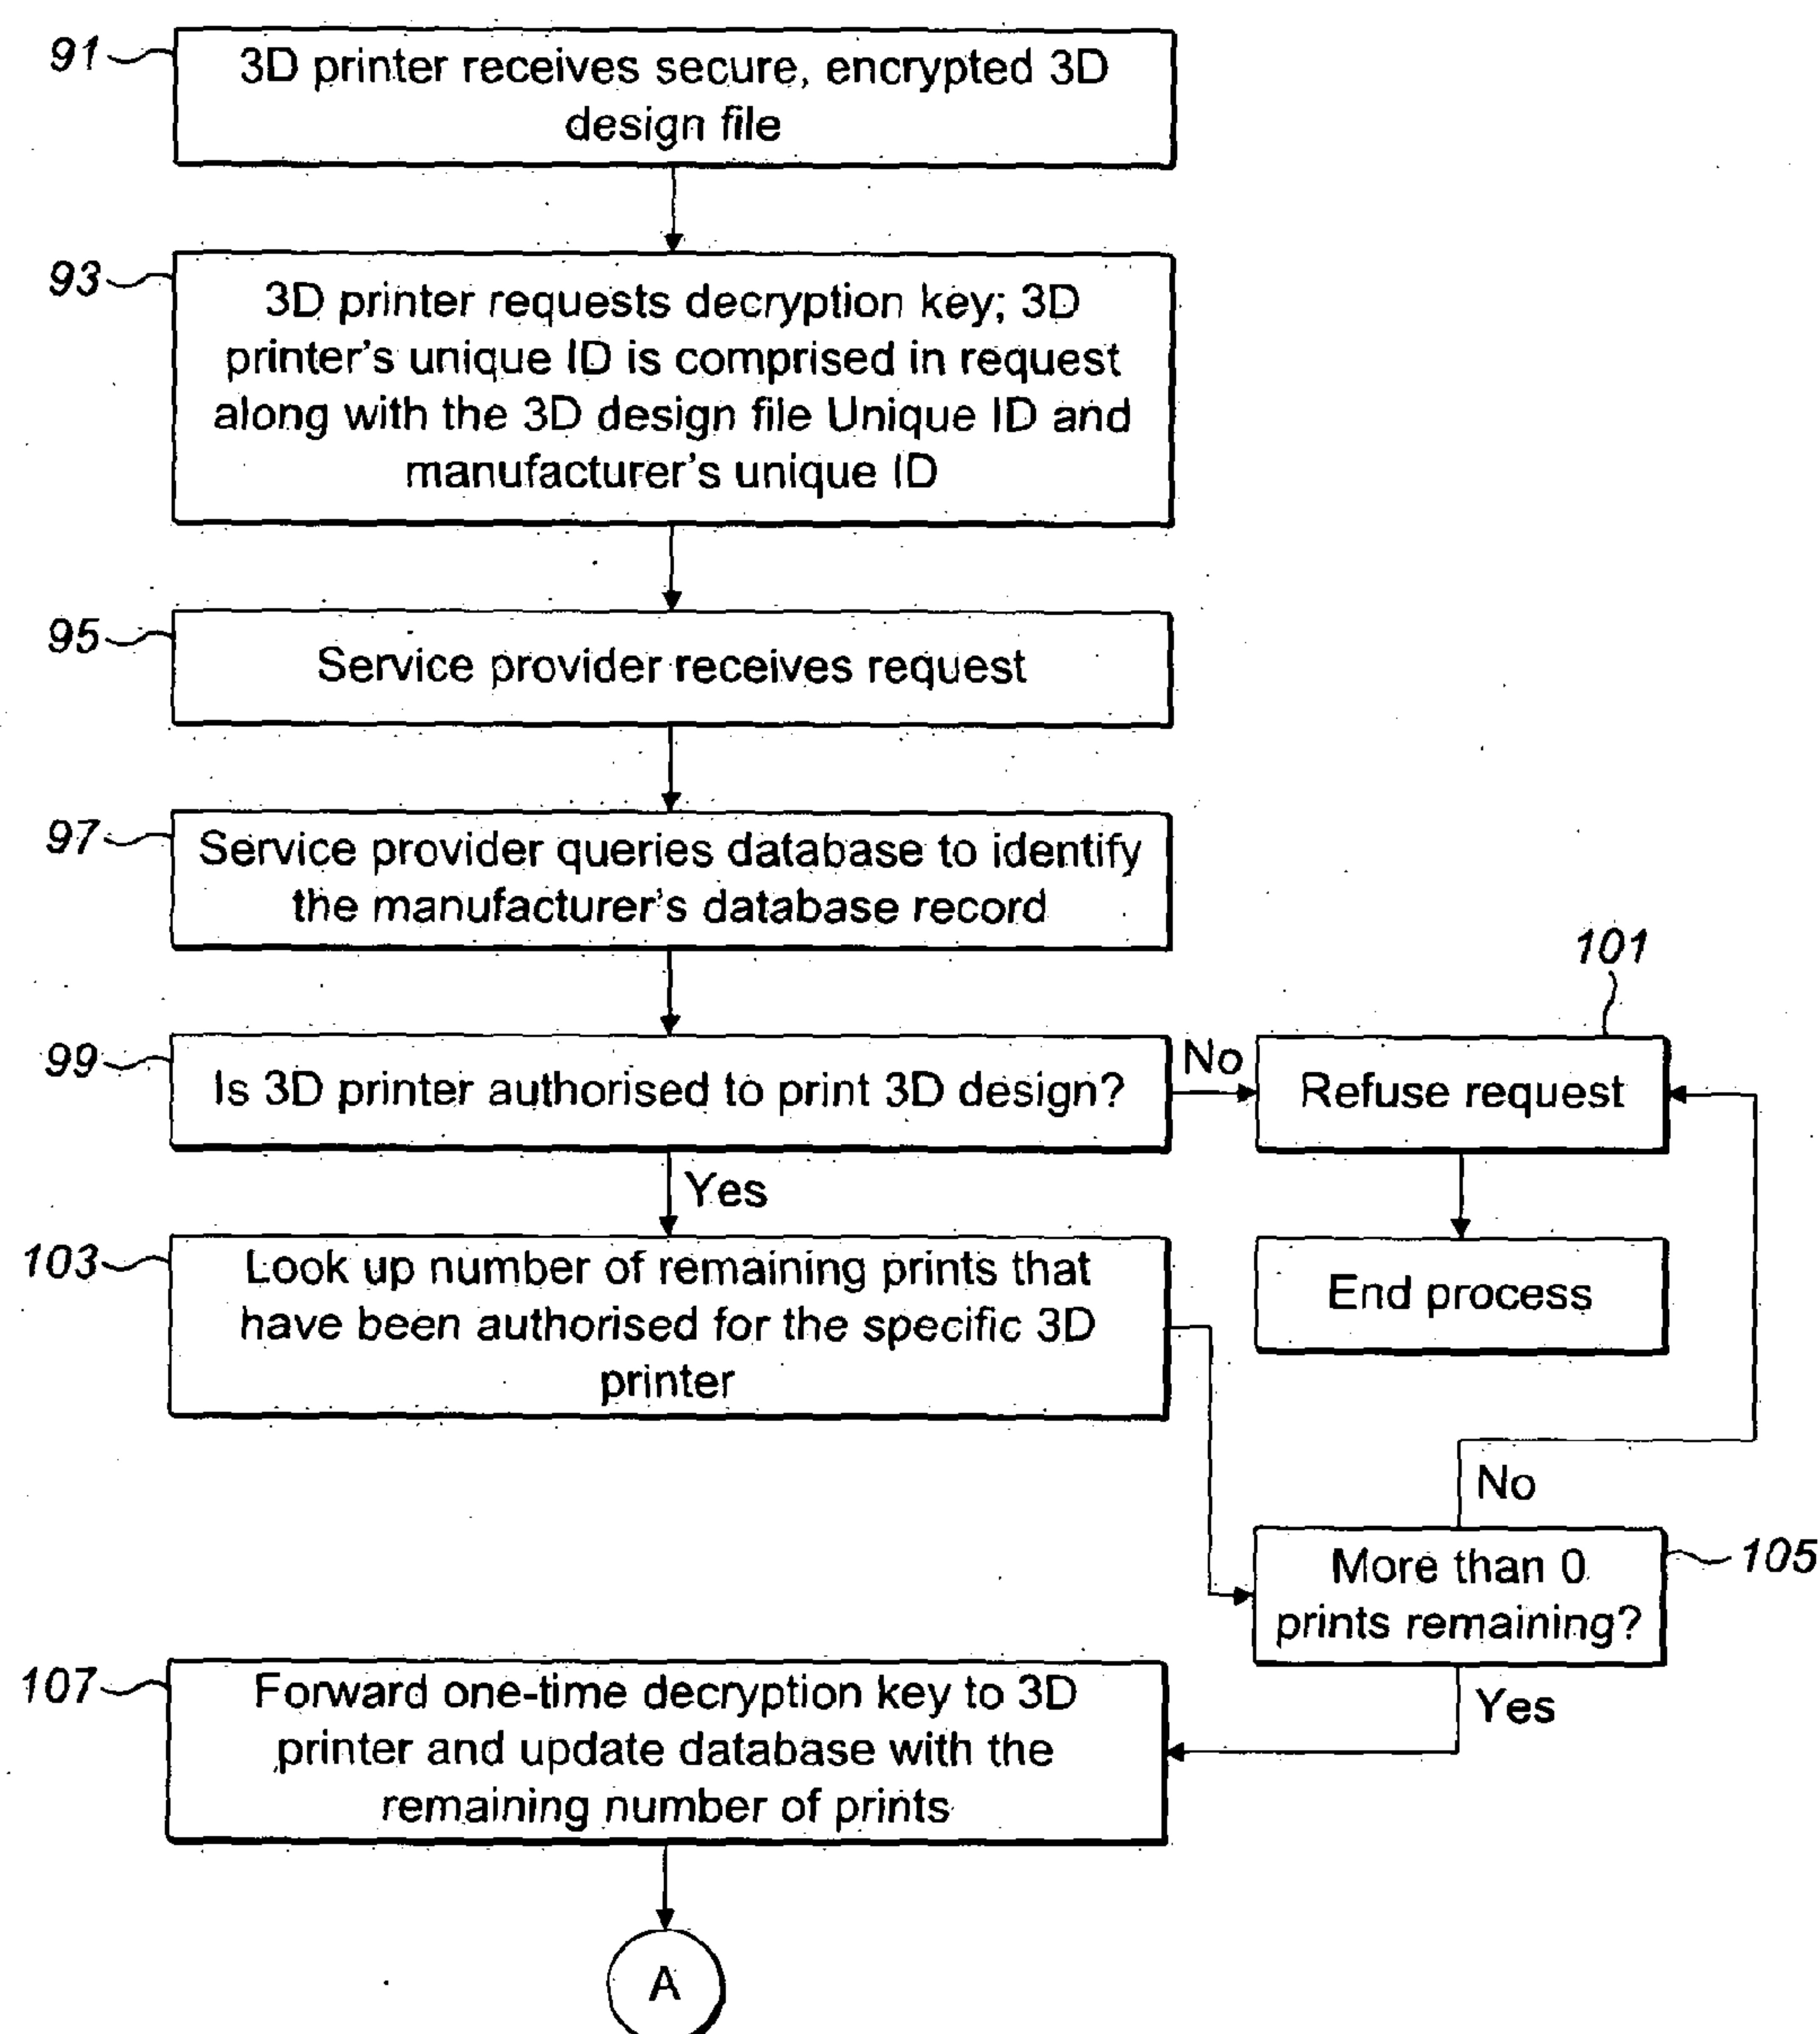 91
3D printer receives secure, encrypted 3D
design file
93
3D printer requests decryption key; 3D
printer's unique ID is comprised in request
along with the 3D design file Unique ID and
manufacturer's unique ID
95
Service provider receives request
97
Service provider queries database to identify
the manufacturer's database record
99
Is 3D printer authorised to print 3D design?
No
101
Refuse request
Yes
End process
103
Look up number of remaining prints that
have been authorised for the specific 3D
printer
No
105
More than 0
prints remaining?
Yes
107
Forward one-time decryption key to 3D
printer and update database with the
remaining number of prints
A